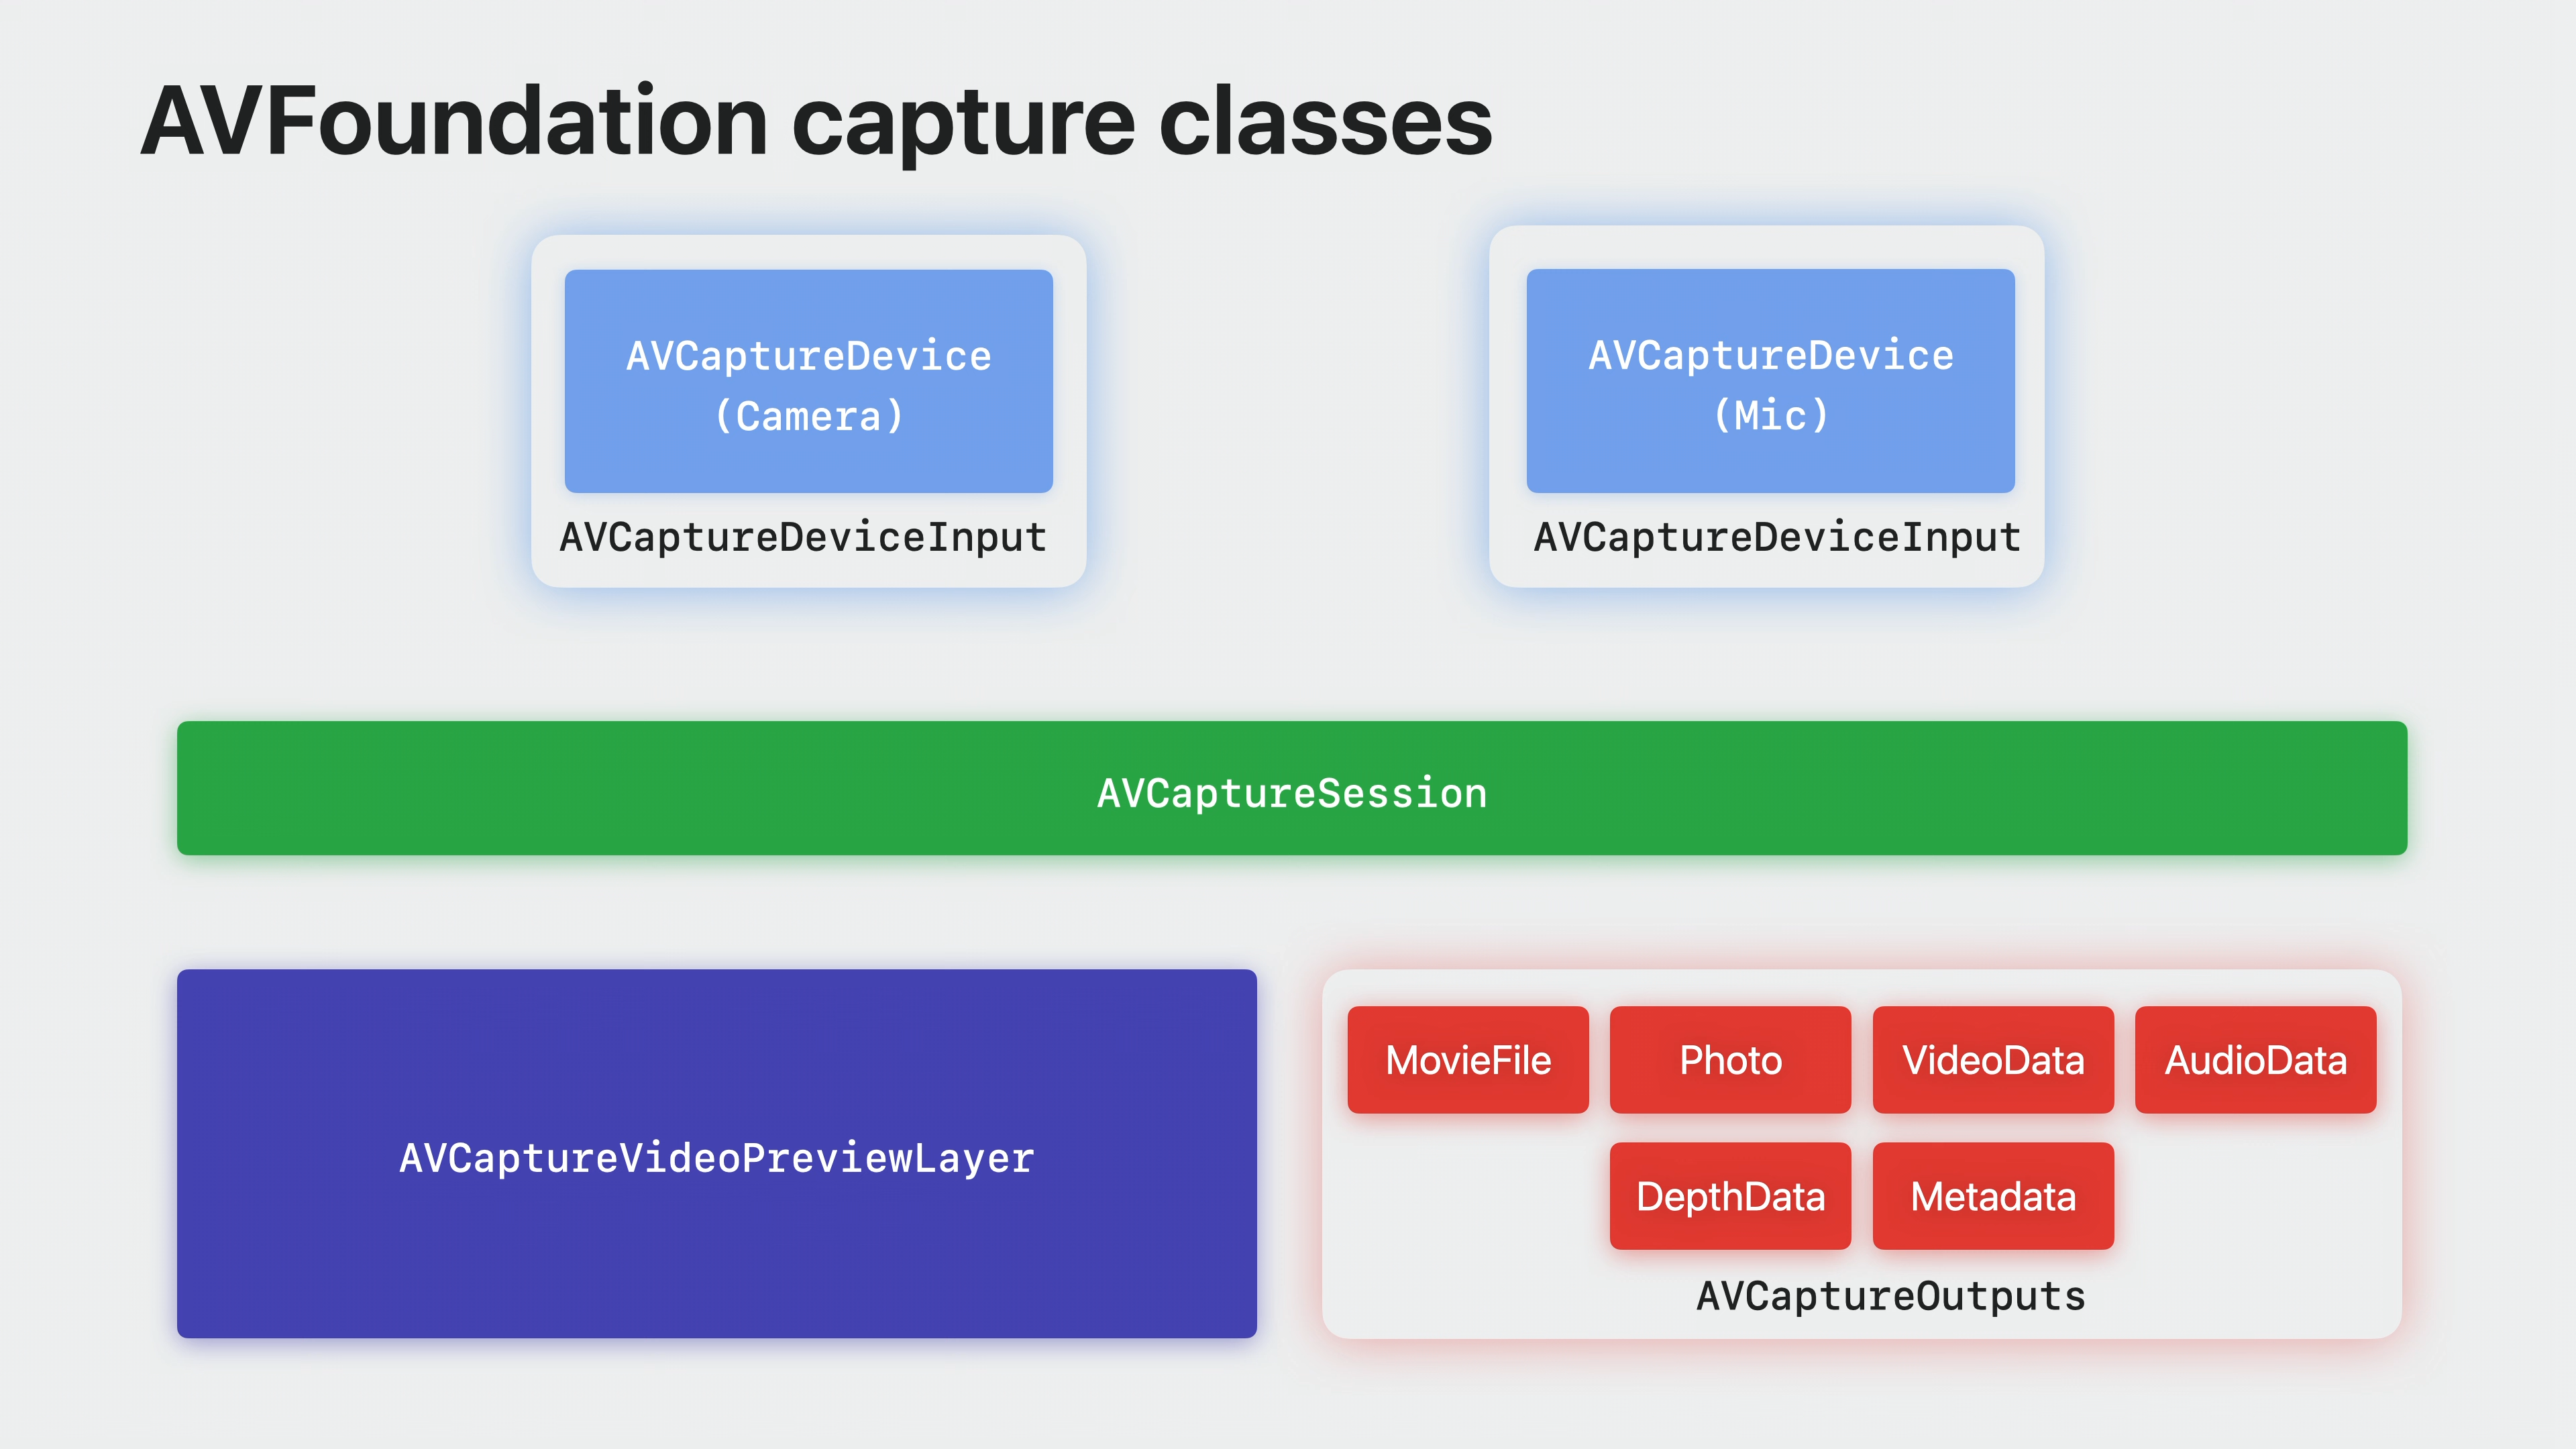 AVFoundation capture classes
AVCaptureDevice
(Camera)
AVCaptureDeviceInput
AVCaptureDevice
(Mic)
AVCaptureDeviceInput
AVCaptureSession
AVCaptureVideoPreviewLayer
MovieFile
Photo
VideoData
AudioData
DepthData
Metadata
AVCaptureOutputs